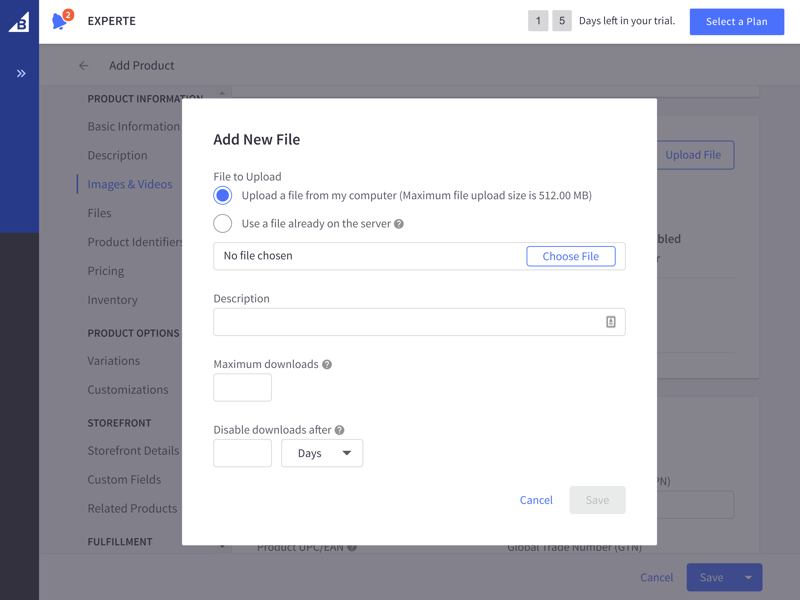 B
2
EXPERTE
1 5 Days left in your trial.
Select a Plan
Add Product
PRODUCT INFORMATION
Basic Information
Description
Images & Videos
Files
Product Identifiers
Pricing
Inventory
PRODUCT OPTIONS
Variations
Customizations
STOREFRONT
Storefront Details
Custom Fields
Related Products
FULFILLMENT
Upload File
Add New File
File to Upload
Upload a file from my computer (Maximum file upload size is 512.00 MB)
Use a file already on the server ?
No file chosen
Choose File
Description
Maximum downloads ?
Disable downloads after ?
Days
Cancel
Save
Product UPC/EAN ?
Global Trade Number (GTN)
Cancel
Save